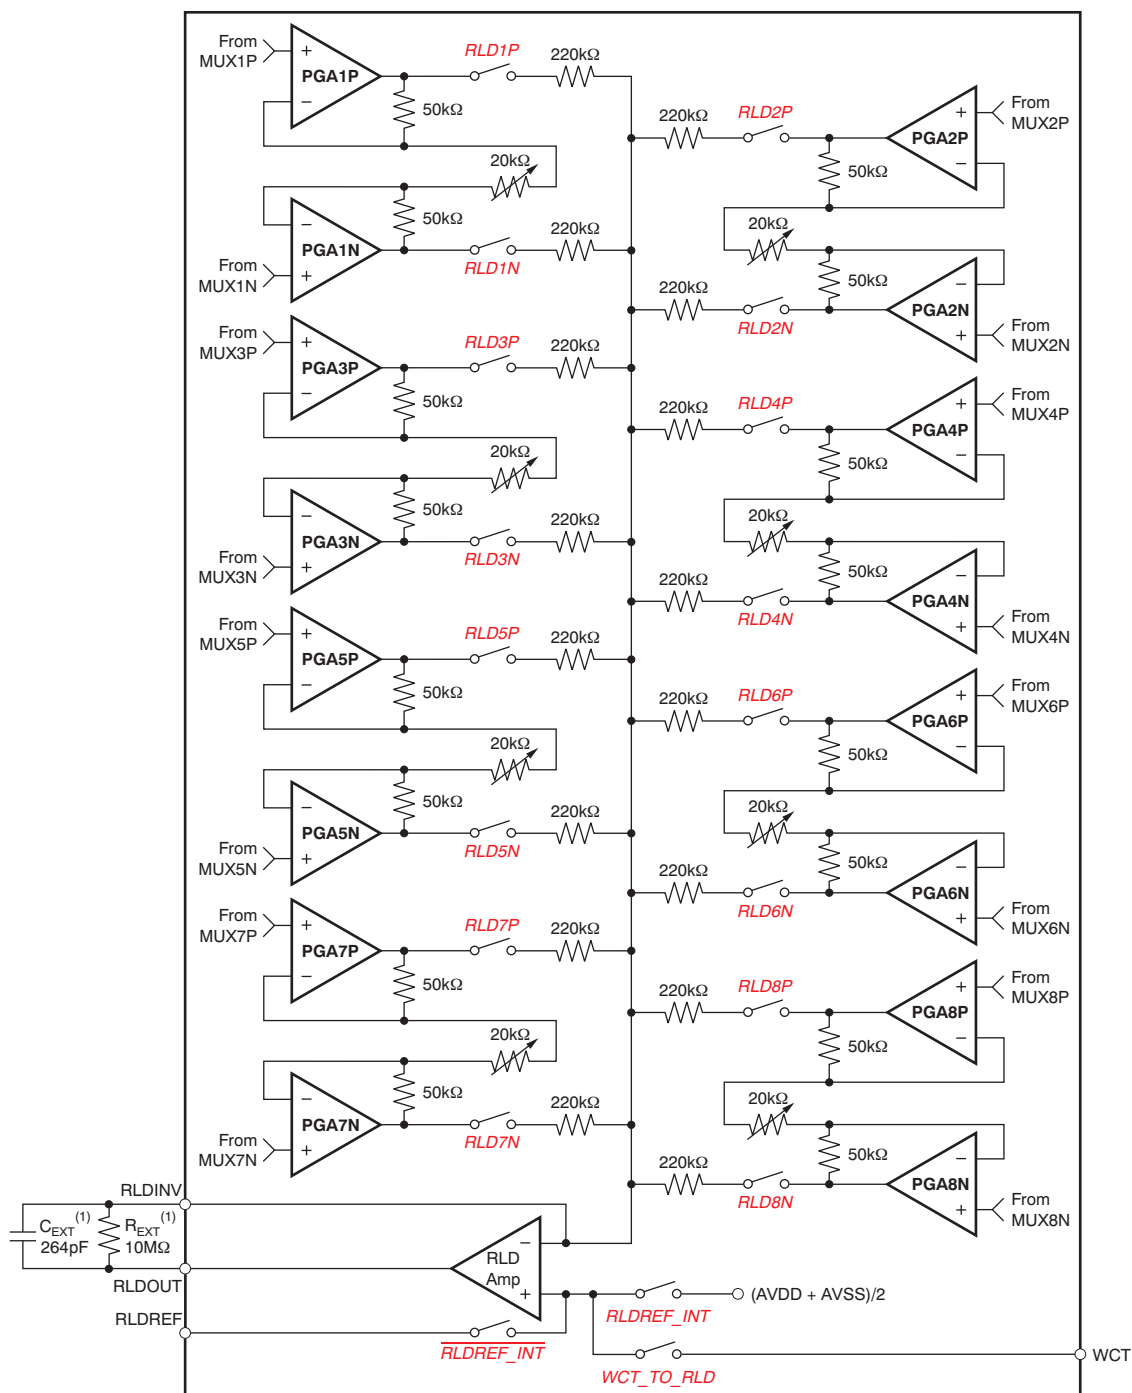 From
MUX1P
+
PGA1P
−
50kΩ
RLD1P
220kΩ
20kΩ
−
PGA1N
+
50kΩ
From
MUX1N
RLD1N
220kΩ
From
MUX3P
+
PGA3P
−
50kΩ
RLD3P
220kΩ
20kΩ
−
PGA3N
+
50kΩ
From
MUX3N
RLD3N
220kΩ
From
MUX5P
+
PGA5P
−
50kΩ
RLD5P
220kΩ
20kΩ
−
PGA5N
+
50kΩ
From
MUX5N
RLD5N
220kΩ
From
MUX7P
+
PGA7P
−
50kΩ
RLD7P
220kΩ
20kΩ
−
PGA7N
+
50kΩ
From
MUX7N
RLD7N
220kΩ
220kΩ
RLD2P
+
PGA2P
−
From
MUX2P
50kΩ
20kΩ
220kΩ
RLD2N
50kΩ
−
PGA2N
+
From
MUX2N
220kΩ
RLD4P
+
PGA4P
−
From
MUX4P
50kΩ
20kΩ
220kΩ
RLD4N
50kΩ
−
PGA4N
+
From
MUX4N
220kΩ
RLD6P
+
PGA6P
−
From
MUX6P
50kΩ
20kΩ
220kΩ
RLD6N
50kΩ
−
PGA6N
+
From
MUX6N
220kΩ
RLD8P
+
PGA8P
−
From
MUX8P
50kΩ
20kΩ
220kΩ
RLD8N
50kΩ
−
PGA8N
+
From
MUX8N
RLDINV
C_EXT (1)
264pF
R_EXT (1)
10MΩ
RLDOUT
RLDREF
−
RLD
Amp
+
RLDREF_INT
(AVDD + AVSS)/2
RLDREF_INT
WCT_TO_RLD
WCT